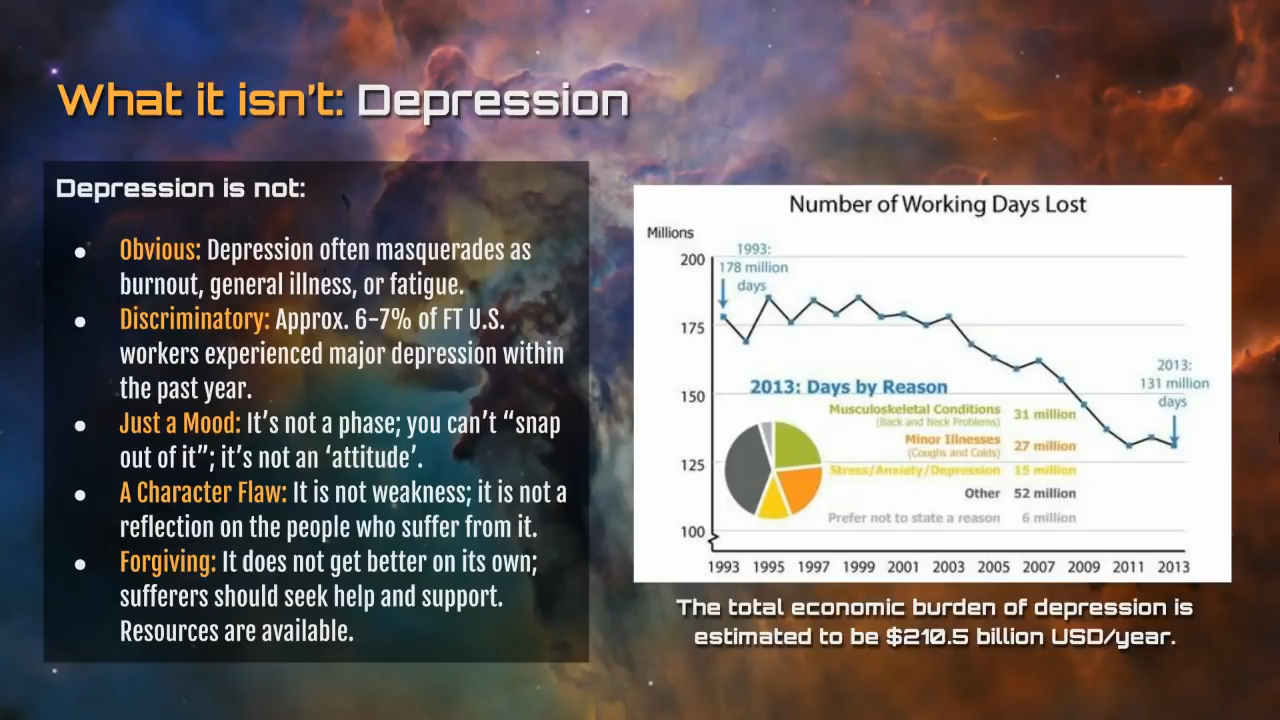 What it isn't: Depression
Depression is not:
● Obvious: Depression often masquerades as
burnout, general illness, or fatigue.
● Discriminatory: Approx. 6–7% of FT U.S.
workers experienced major depression within
the past year.
● Just a Mood: It's not a phase; you can't “snap
out of it”; it's not an ‘attitude’.
● A Character Flaw: It is not weakness; it is not a
reflection on the people who suffer from it.
● Forgiving: It does not get better on its own;
sufferers should seek help and support.
Resources are available.
Number of Working Days Lost
Millions
200
175
150
125
100
1993:
178 million
days
2013:
131 million
days
2013: Days by Reason
Musculoskeletal Conditions 31 million
(Back and Neck Problems)
Minor Illnesses 27 million
(Coughs and Colds)
Stress/Anxiety/Depression 15 million
Other 52 million
Prefer not to state a reason 6 million
1993 1995 1997 1999 2001 2003 2005 2007 2009 2011 2013
The total economic burden of depression is
estimated to be $210.5 billion USD/year.